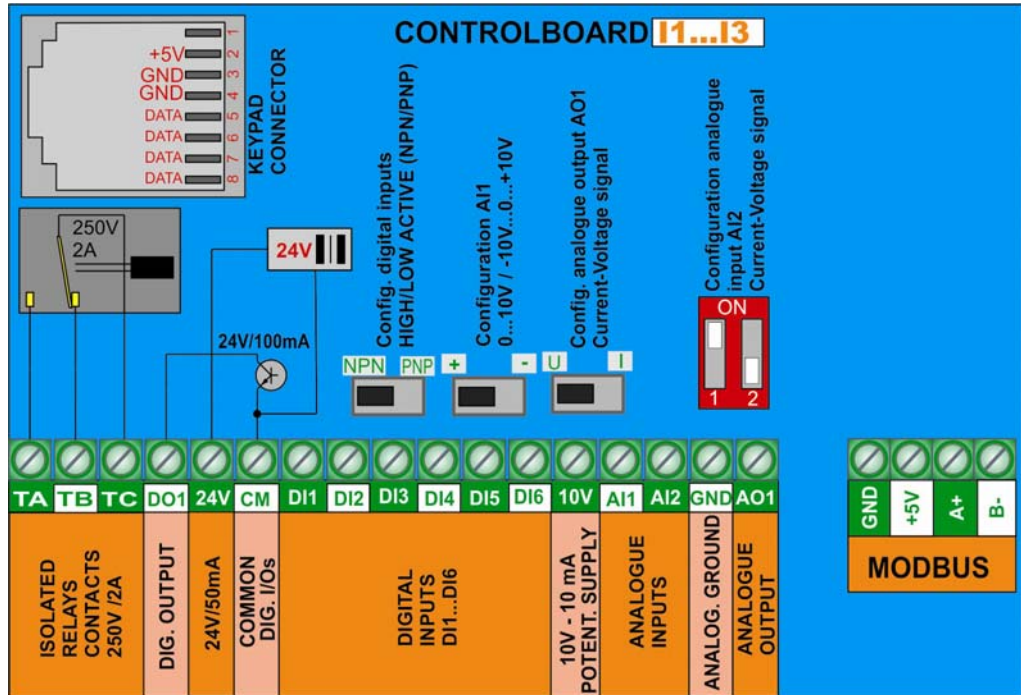 CONTROLBOARD I1...I3
1
+5V 2
GND 3
GND 4
DATA 5
DATA 6
DATA 7
DATA 8
KEYPAD
CONNECTOR
250V
2A
24V
24V/100mA
Config. digital inputs
HIGH/LOW ACTIVE (NPN/PNP)
Configuration AI1
0...10V / -10V...0...+10V
Config. analogue output AO1
Current-Voltage signal
Configuration analogue
input AI2
Current-Voltage signal
NPN PNP + - U I
ON
1 2
TA TB TC DO1 24V CM DI1 DI2 DI3 DI4 DI5 DI6 10V AI1 AI2 GND AO1
ISOLATED
RELAYS
CONTACTS
250V /2A
DIG. OUTPUT
24V/50mA
COMMON
DIG. I/Os
DIGITAL
INPUTS
DI1...DI6
10V - 10 mA
POTENT. SUPPLY
ANALOGUE
INPUTS
ANALOG. GROUND
ANALOGUE
OUTPUT
GND +5V A+ B-
MODBUS